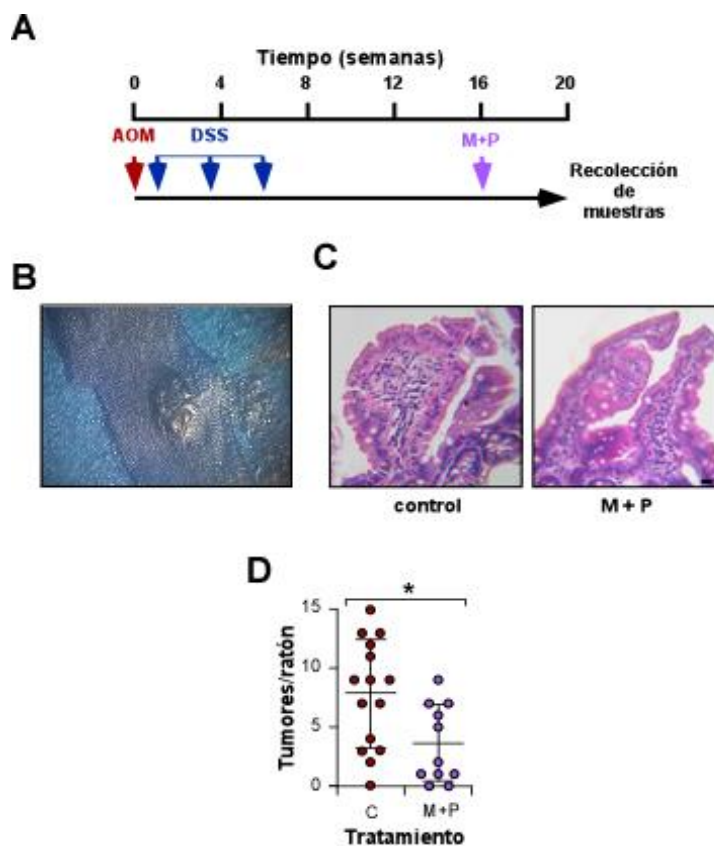 A
Tiempo (semanas)
0 4 8 12 16 20
AOM DSS M+P
Recolección
de
muestras
B
C
control M + P
D
*
15
10
5
0
Tumores/ratón
C M+P
Tratamiento